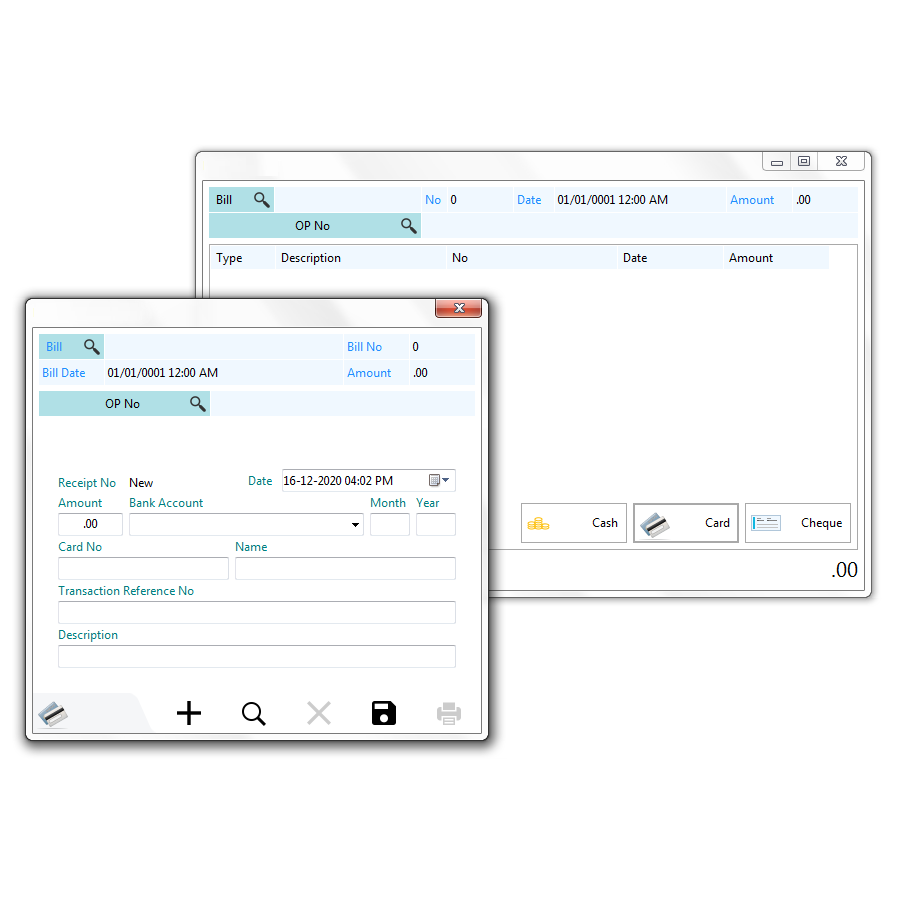 Bill No 0 Date 01/01/0001 12:00 AM Amount .00
OP No
Type Description No Date Amount
Cash Card Cheque
.00
Bill Bill No 0
Bill Date 01/01/0001 12:00 AM Amount .00
OP No
Receipt No New Date 16-12-2020 04:02 PM
Amount Bank Account Month Year
.00
Card No Name
Transaction Reference No
Description